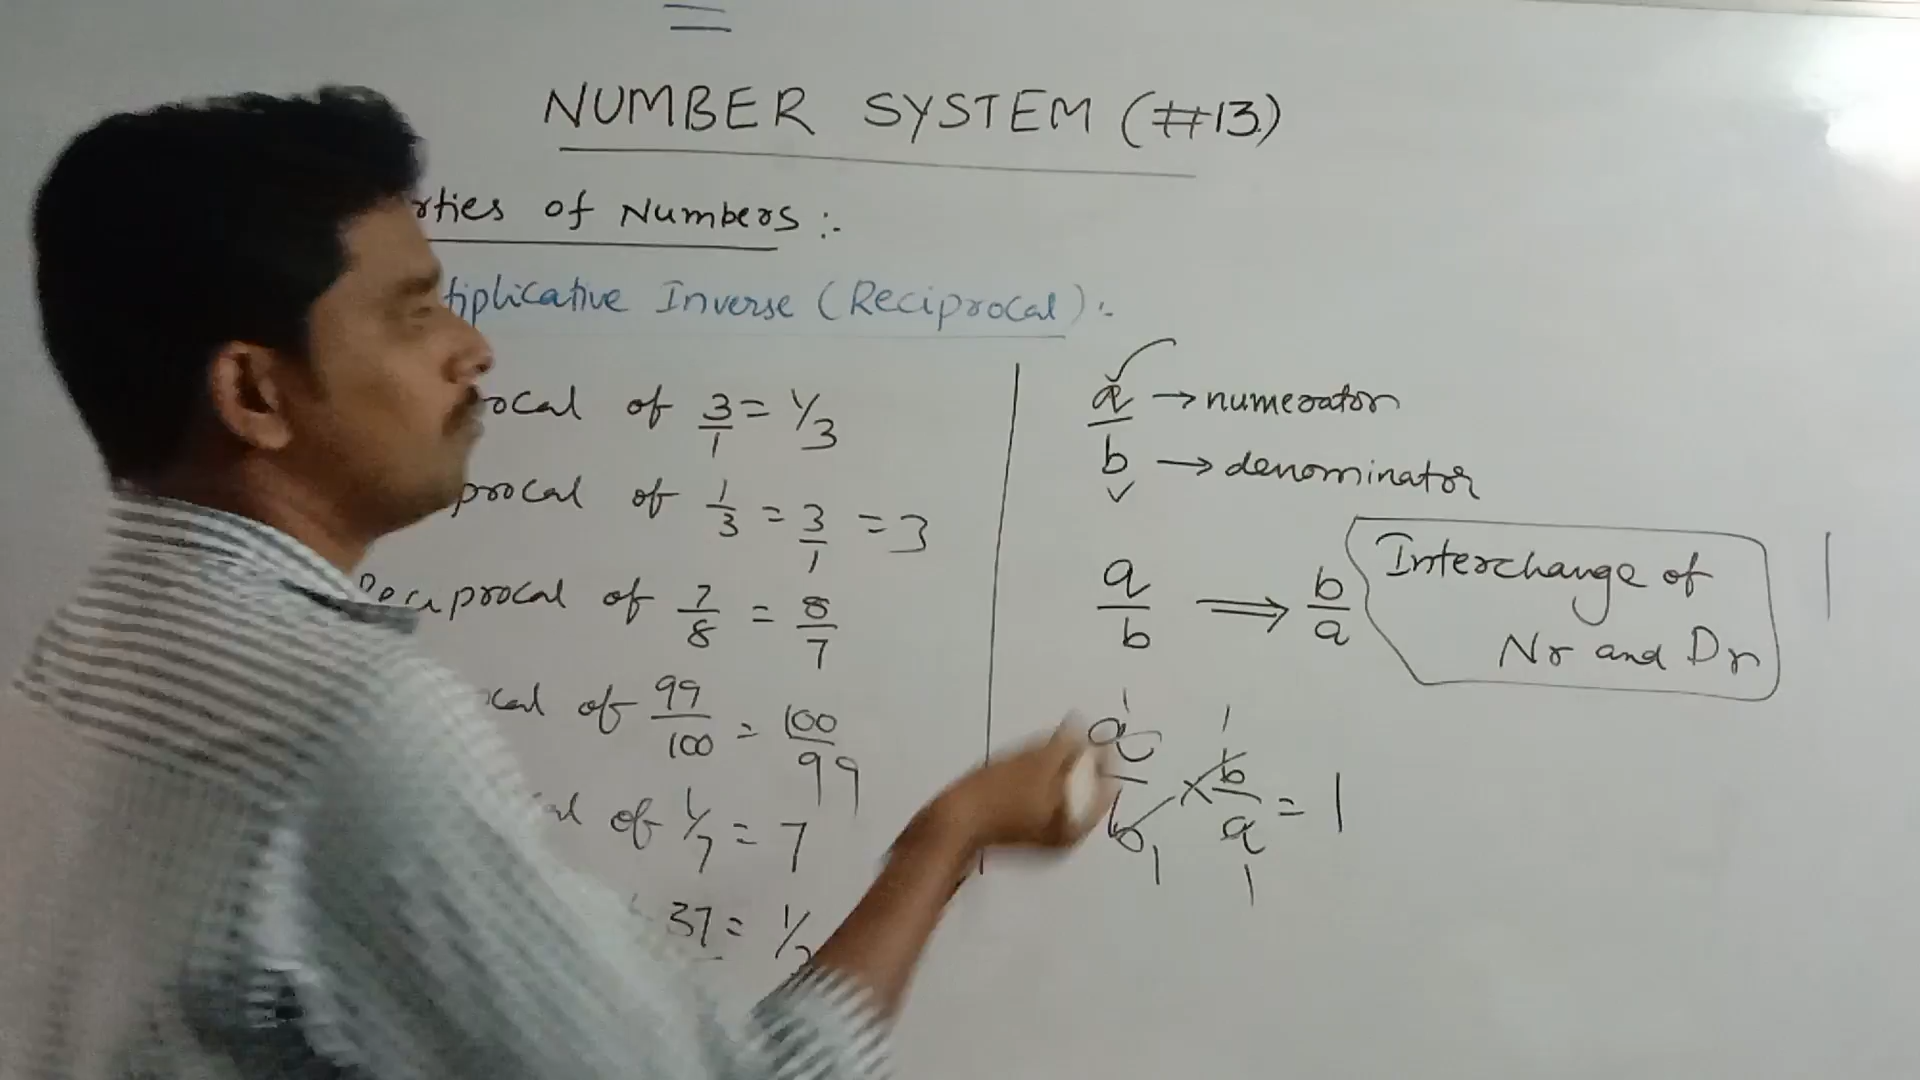 NUMBER SYSTEM (#13)
rties of Numbers :-
tiplicative Inverse (Reciprocal) :-
ocal of 3/1 = 1/3
procal of 1/3 = 3/1 = 3
Reciprocal of 7/8 = 8/7
cal of 99/100 = 100/99
al of 1/7 = 7
37 = 1/3
a → numerator
b → denominator
a/b ⟹ b/a
Interchange of
Nr and Dr
a/b × b/a = 1